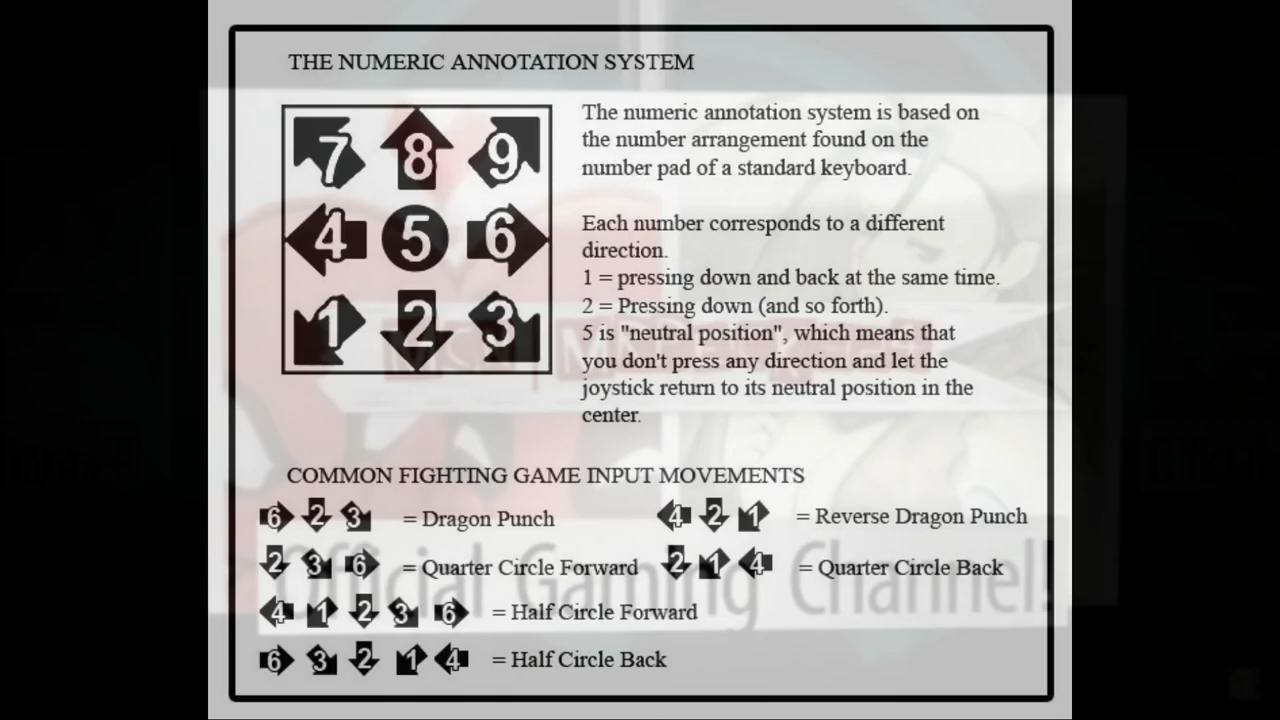 THE NUMERIC ANNOTATION SYSTEM
7 8 9
4 5 6
1 2 3
The numeric annotation system is based on
the number arrangement found on the
number pad of a standard keyboard.
Each number corresponds to a different
direction.
1 = pressing down and back at the same time.
2 = Pressing down (and so forth).
5 is "neutral position", which means that
you don't press any direction and let the
joystick return to its neutral position in the
center.
COMMON FIGHTING GAME INPUT MOVEMENTS
6 2 3 = Dragon Punch
4 2 1 = Reverse Dragon Punch
2 3 6 = Quarter Circle Forward
2 1 4 = Quarter Circle Back
4 1 2 3 6 = Half Circle Forward
6 3 2 1 4 = Half Circle Back
Official Gaming Channel!